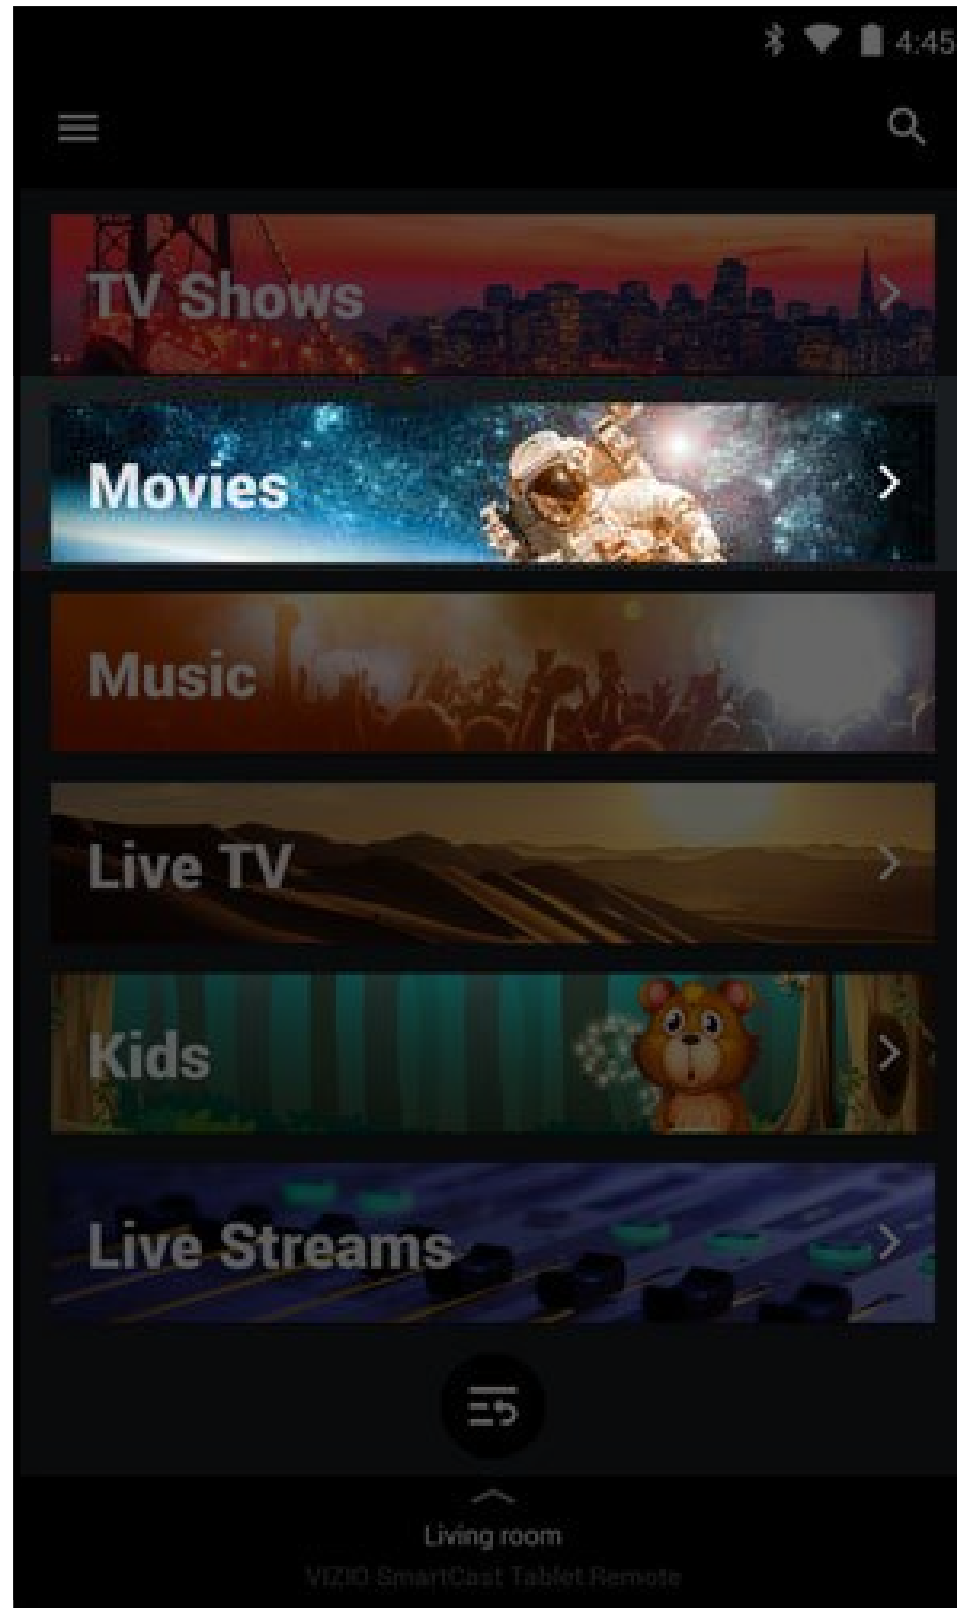 4:45
TV Shows
Movies
Music
Live TV
Kids
Live Streams
Living room
VIZIO SmartCast Tablet Remote